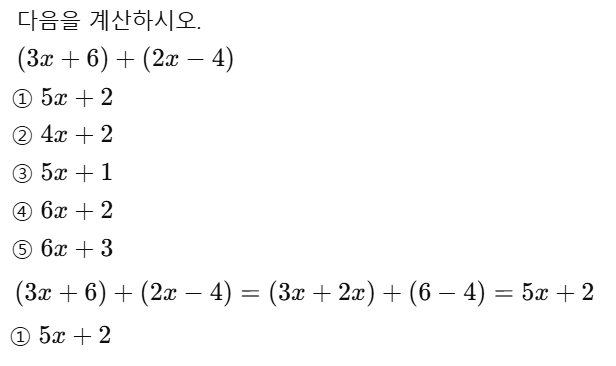 다음을 계산하시오.
(3x + 6) + (2x − 4)
① 5x + 2
② 4x + 2
③ 5x + 1
④ 6x + 2
⑤ 6x + 3
(3x + 6) + (2x − 4) = (3x + 2x) + (6 − 4) = 5x + 2
① 5x + 2